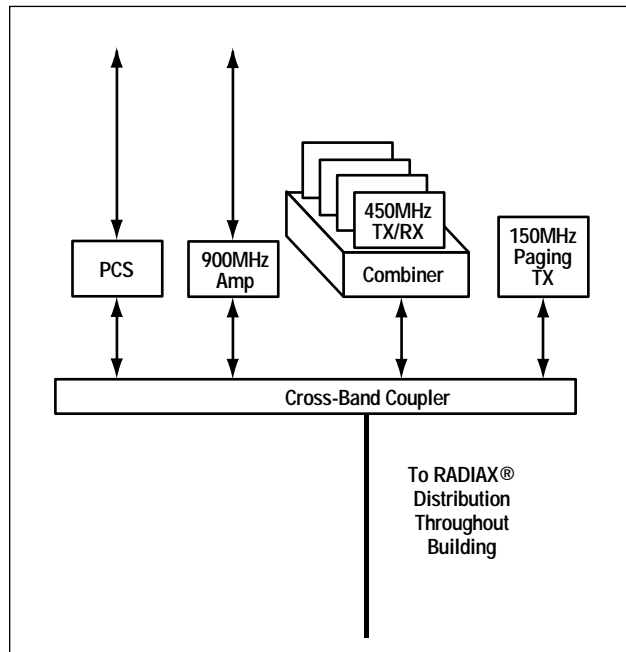 PCS
900MHz
Amp
450MHz
TX/RX
Combiner
150MHz
Paging
TX
Cross-Band Coupler
To RADIAX®
Distribution
Throughout
Building